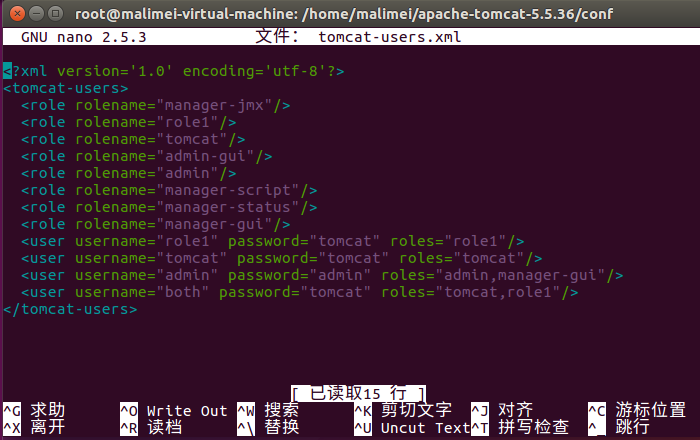 root@malimei-virtual-machine: /home/malimei/apache-tomcat-5.5.36/conf
GNU nano 2.5.3 文件： tomcat-users.xml
<?xml version='1.0' encoding='utf-8'?>
<tomcat-users>
<role rolename="manager-jmx"/>
<role rolename="role1"/>
<role rolename="tomcat"/>
<role rolename="admin-gui"/>
<role rolename="admin"/>
<role rolename="manager-script"/>
<role rolename="manager-status"/>
<role rolename="manager-gui"/>
<user username="role1" password="tomcat" roles="role1"/>
<user username="tomcat" password="tomcat" roles="tomcat"/>
<user username="admin" password="admin" roles="admin,manager-gui"/>
<user username="both" password="tomcat" roles="tomcat,role1"/>
</tomcat-users>
[ 已读取15 行 ]
^G 求助 ^O Write Out ^W 搜索 ^K 剪切文字 ^J 对齐 ^C 游标位置
^X 离开 ^R 读档 ^\ 替换 ^U Uncut Text ^T 拼写检查 ^_ 跳行